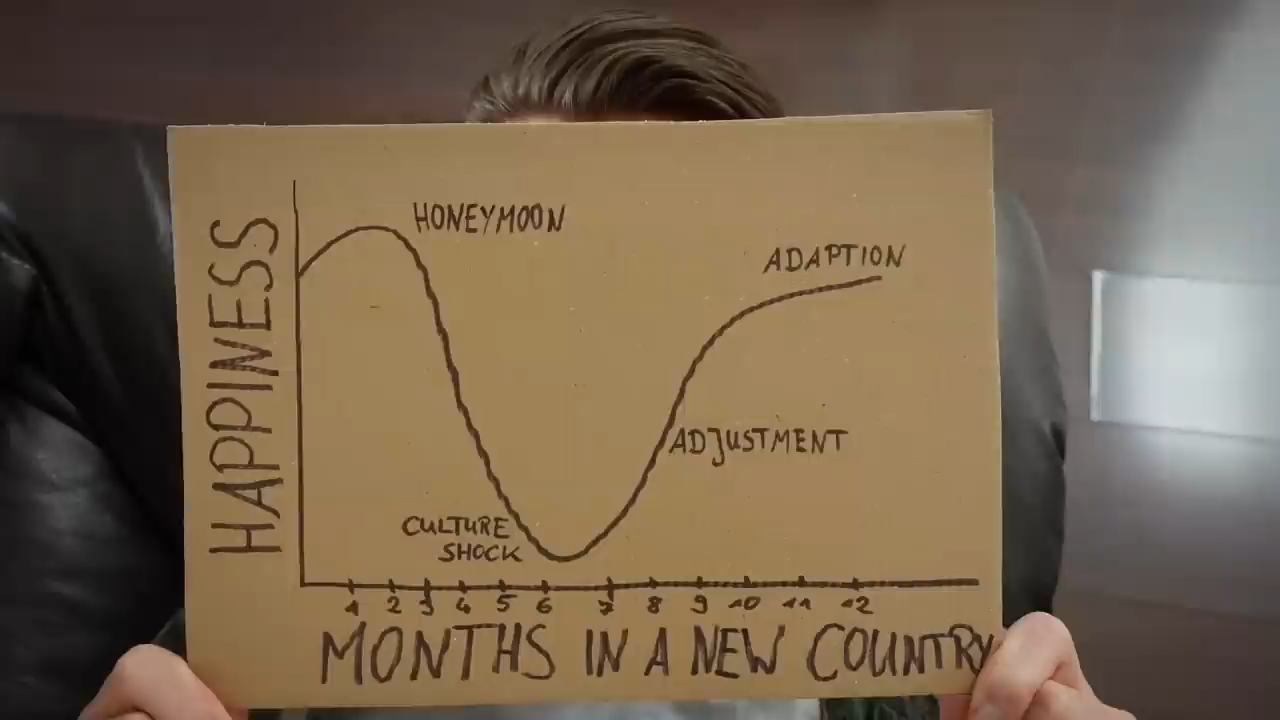 HONEYMOON
ADAPTION
HAPPINESS
ADJUSTMENT
CULTURE
SHOCK
1 2 3 4 5 6 7 8 9 10 11 12
MONTHS IN A NEW COUNTRY